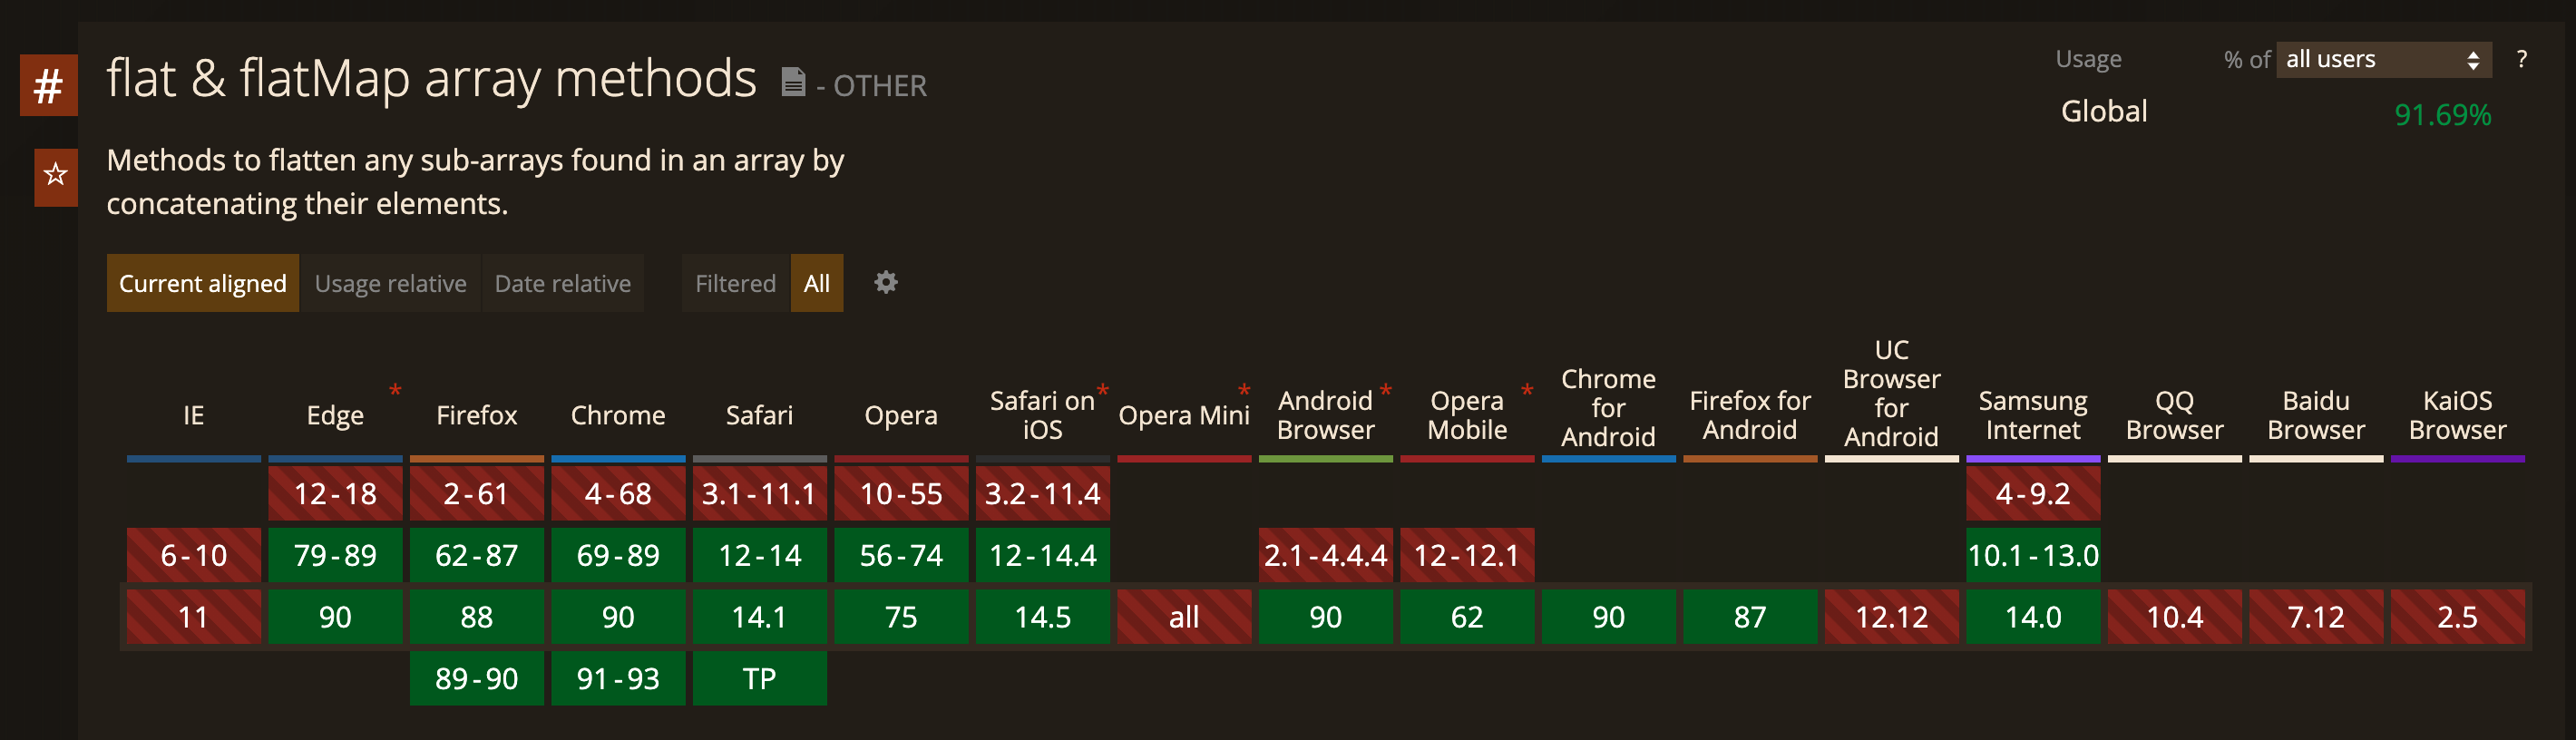 #
flat & flatMap array methods - OTHER
Usage % of all users ?
Global 91.69%
☆
Methods to flatten any sub-arrays found in an array by
concatenating their elements.
Current aligned Usage relative Date relative Filtered All
IE
Edge *
Firefox
Chrome
Safari
Opera
Safari on *
iOS
Opera Mini *
Android *
Browser
Opera *
Mobile
Chrome
for
Android
Firefox for
Android
UC
Browser
for
Android
Samsung
Internet
QQ
Browser
Baidu
Browser
KaiOS
Browser
12-18 2-61 4-68 3.1-11.1 10-55 3.2-11.4 4-9.2
6-10 79-89 62-87 69-89 12-14 56-74 12-14.4 2.1-4.4.4 12-12.1 10.1-13.0
11 90 88 90 14.1 75 14.5 all 90 62 90 87 12.12 14.0 10.4 7.12 2.5
89-90 91-93 TP